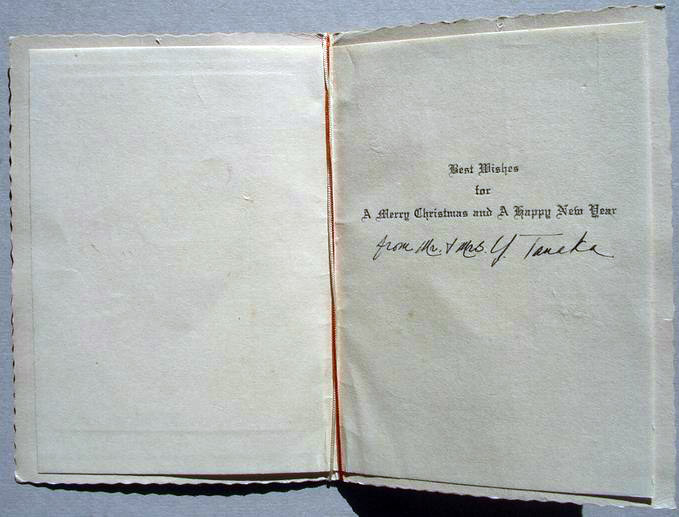 Best Wishes
for
A Merry Christmas and A Happy New Year
from Mr. & Mrs. Y. Tanaka